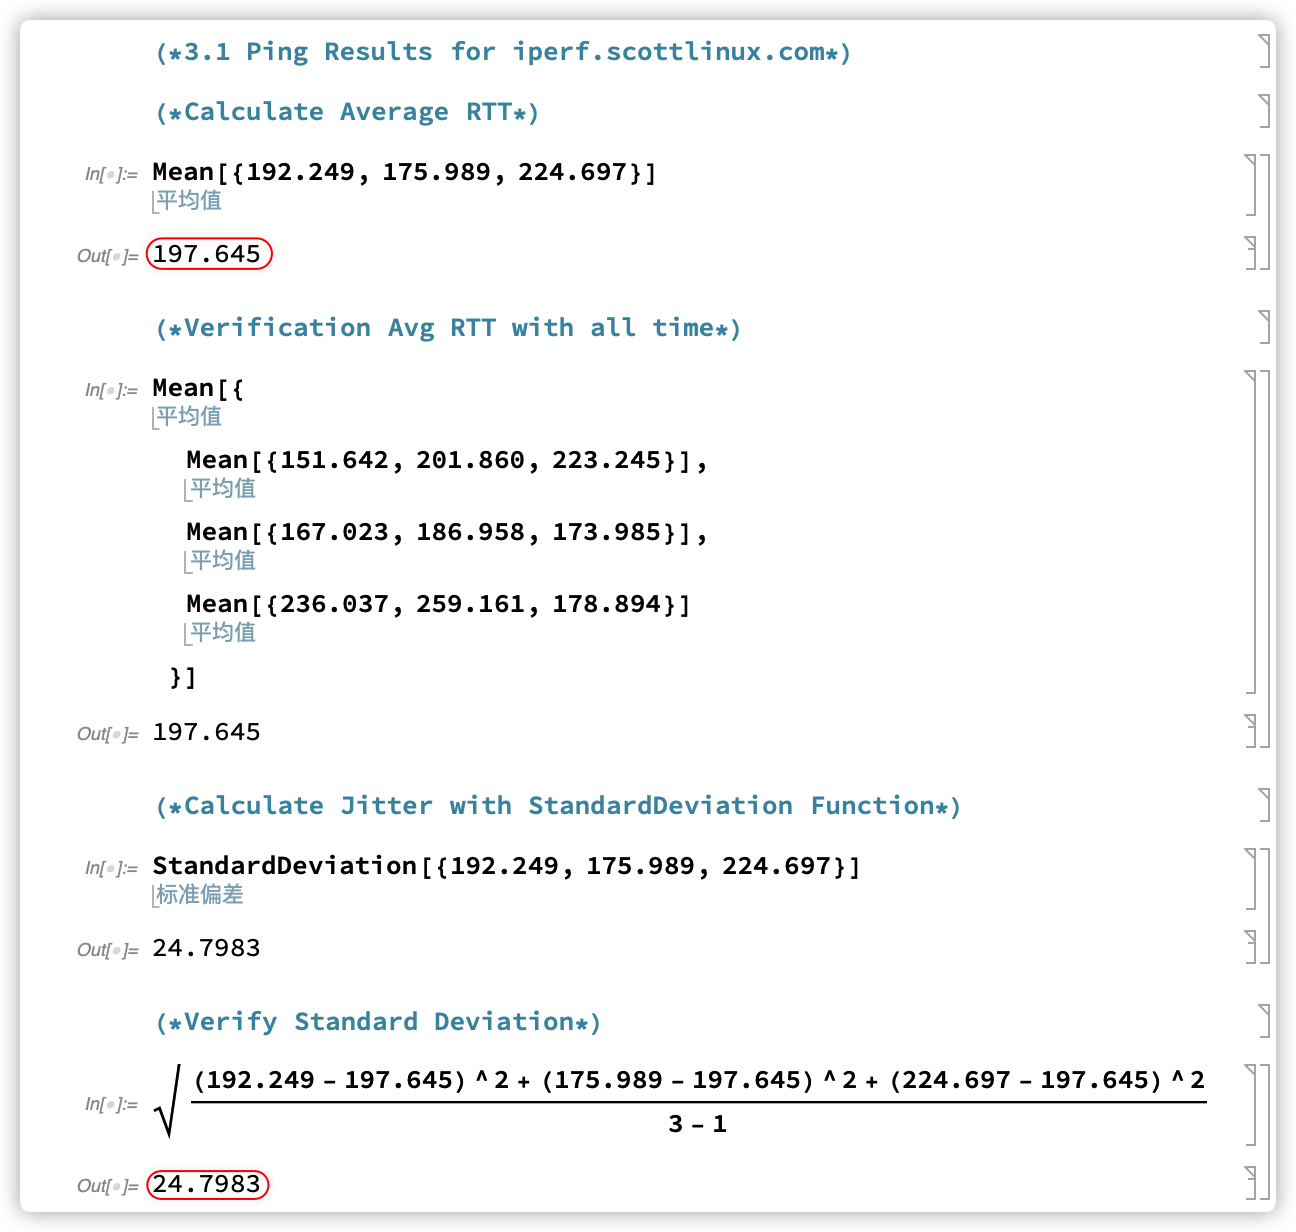 (*3.1 Ping Results for iperf.scottlinux.com*)
(*Calculate Average RTT*)
In[•]:= Mean[{192.249, 175.989, 224.697}]
平均值
Out[•]= 197.645
(*Verification Avg RTT with all time*)
In[•]:= Mean[{
平均值
Mean[{151.642, 201.860, 223.245}],
平均值
Mean[{167.023, 186.958, 173.985}],
平均值
Mean[{236.037, 259.161, 178.894}]
平均值
}]
Out[•]= 197.645
(*Calculate Jitter with StandardDeviation Function*)
In[•]:= StandardDeviation[{192.249, 175.989, 224.697}]
标准偏差
Out[•]= 24.7983
(*Verify Standard Deviation*)
(192.249 - 197.645) ^ 2 + (175.989 - 197.645) ^ 2 + (224.697 - 197.645) ^ 2
In[•]:= √
3 - 1
Out[•]= 24.7983